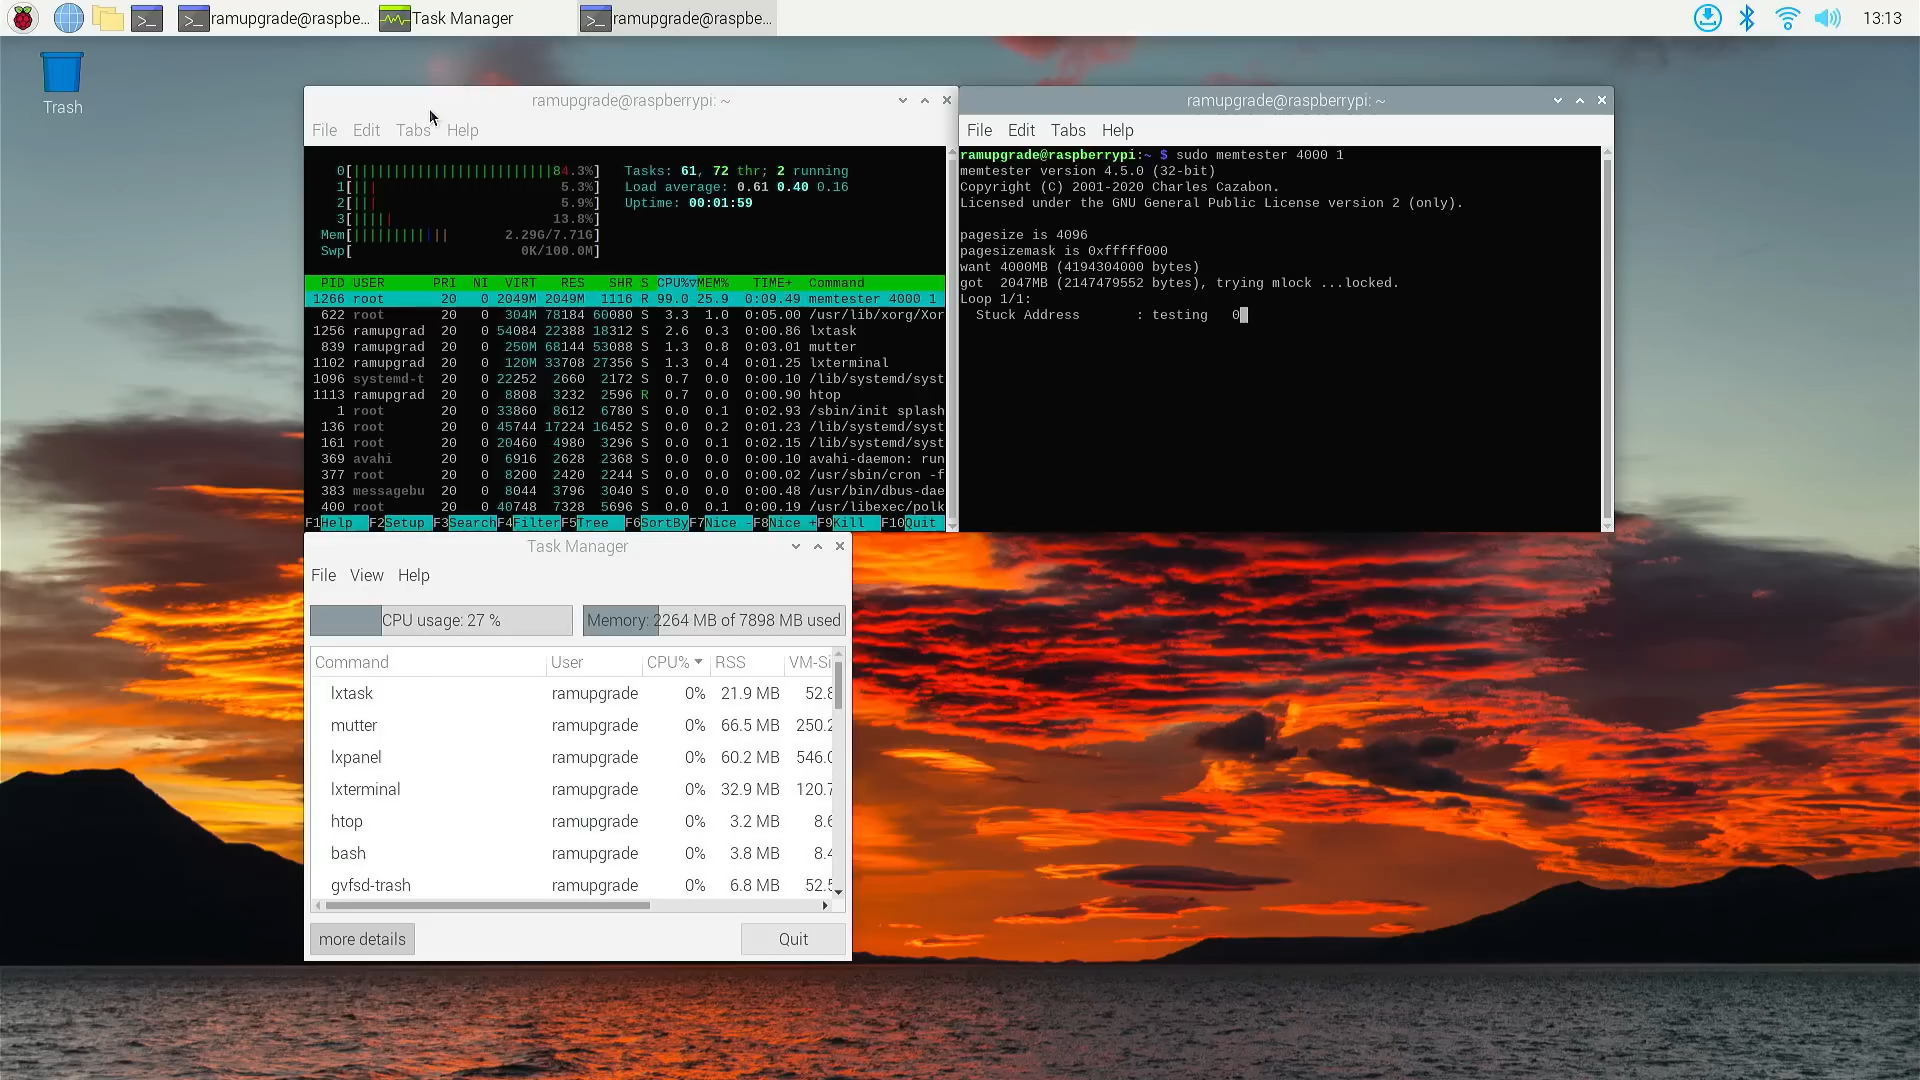 ramupgrade@raspbe...
Task Manager
ramupgrade@raspbe...
13:13
Trash
ramupgrade@raspberrypi: ~
File Edit Tabs Help
0[||||||||||||||||||||||||||84.3%]
1[||| 5.3%]
2[||| 5.9%]
3[||||| 13.8%]
Mem[|||||||||||| 2.29G/7.71G]
Swp[ 0K/100.0M]
Tasks: 61, 72 thr; 2 running
Load average: 0.61 0.40 0.16
Uptime: 00:01:59
PID USER PRI NI VIRT RES SHR S CPU%▽MEM% TIME+ Command
1266 root 20 0 2049M 2049M 1116 R 99.0 25.9 0:09.49 memtester 4000 1
622 root 20 0 304M 78184 60080 S 3.3 1.0 0:05.00 /usr/lib/xorg/Xor
1256 ramupgrad 20 0 54084 22388 18312 S 2.6 0.3 0:00.86 lxtask
839 ramupgrad 20 0 250M 68144 53088 S 1.3 0.8 0:03.01 mutter
1102 ramupgrad 20 0 120M 33708 27356 S 1.3 0.4 0:01.25 lxterminal
1096 systemd-t 20 0 22252 2660 2172 S 0.7 0.0 0:00.10 /lib/systemd/syst
1113 ramupgrad 20 0 8808 3232 2596 R 0.7 0.0 0:00.90 htop
1 root 20 0 33860 8612 6780 S 0.0 0.1 0:02.93 /sbin/init splash
136 root 20 0 45744 17224 16452 S 0.0 0.2 0:01.23 /lib/systemd/syst
161 root 20 0 20460 4980 3296 S 0.0 0.1 0:02.15 /lib/systemd/syst
369 avahi 20 0 6916 2628 2368 S 0.0 0.0 0:00.10 avahi-daemon: run
377 root 20 0 8200 2420 2244 S 0.0 0.0 0:00.02 /usr/sbin/cron -f
383 messagebu 20 0 8044 3796 3040 S 0.0 0.0 0:00.48 /usr/bin/dbus-dae
400 root 20 0 40748 7328 5696 S 0.0 0.1 0:00.19 /usr/libexec/polk
F1Help F2Setup F3SearchF4FilterF5Tree F6SortByF7Nice -F8Nice +F9Kill F10Quit
ramupgrade@raspberrypi: ~
File Edit Tabs Help
ramupgrade@raspberrypi:~ $ sudo memtester 4000 1
memtester version 4.5.0 (32-bit)
Copyright (C) 2001-2020 Charles Cazabon.
Licensed under the GNU General Public License version 2 (only).
pagesize is 4096
pagesizemask is 0xfffff000
want 4000MB (4194304000 bytes)
got 2047MB (2147479552 bytes), trying mlock ...locked.
Loop 1/1:
Stuck Address : testing 0
Task Manager
File View Help
CPU usage: 27 %
Memory: 2264 MB of 7898 MB used
Command User CPU% RSS VM-Si
lxtask ramupgrade 0% 21.9 MB 52.8
mutter ramupgrade 0% 66.5 MB 250.2
lxpanel ramupgrade 0% 60.2 MB 546.0
lxterminal ramupgrade 0% 32.9 MB 120.7
htop ramupgrade 0% 3.2 MB 8.6
bash ramupgrade 0% 3.8 MB 8.4
gvfsd-trash ramupgrade 0% 6.8 MB 52.5
more details
Quit